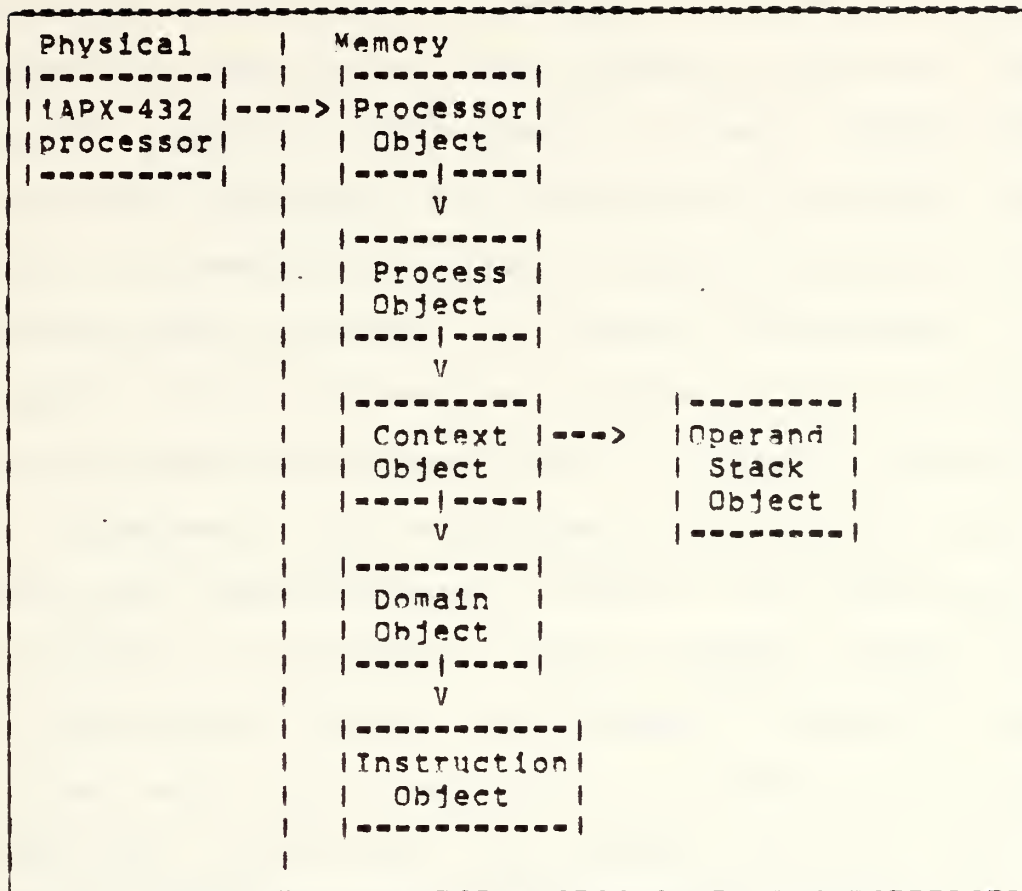 Physical | Memory
|---------| | |---------|
|iAPX-432 |---->|Processor|
|processor| | | Object |
|---------| | |----|----|
| V
| |---------|
| | Process |
| | Object |
| |----|----|
| V
| |---------| |--------|
| | Context |---> |Operand |
| | Object | | Stack |
| |----|----| | Object |
| V |--------|
| |---------|
| | Domain |
| | Object |
| |----|----|
| V
| |-----------|
| |Instruction|
| | Object |
| |-----------|
|